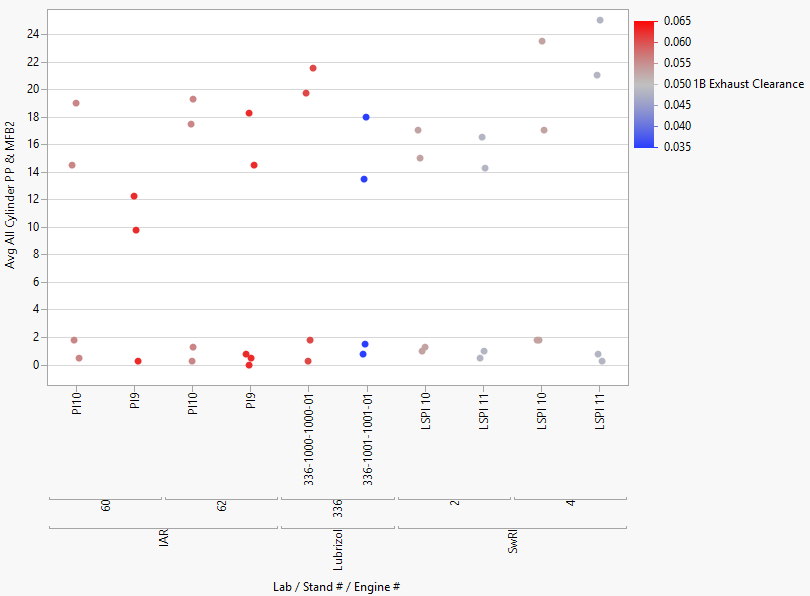 24
22
20
18
16
14
12
10
8
6
4
2
0
Avg All Cylinder PP & MFB2
0.065
0.060
0.055
0.050
0.045
0.040
0.035
1B Exhaust Clearance
PI10
PI9
PI10
PI9
336-1000-1000-01
336-1001-1001-01
LSPI 10
LSPI 11
LSPI 10
LSPI 11
60
62
336
2
4
IAR
Lubrizol
SwRI
Lab / Stand # / Engine #